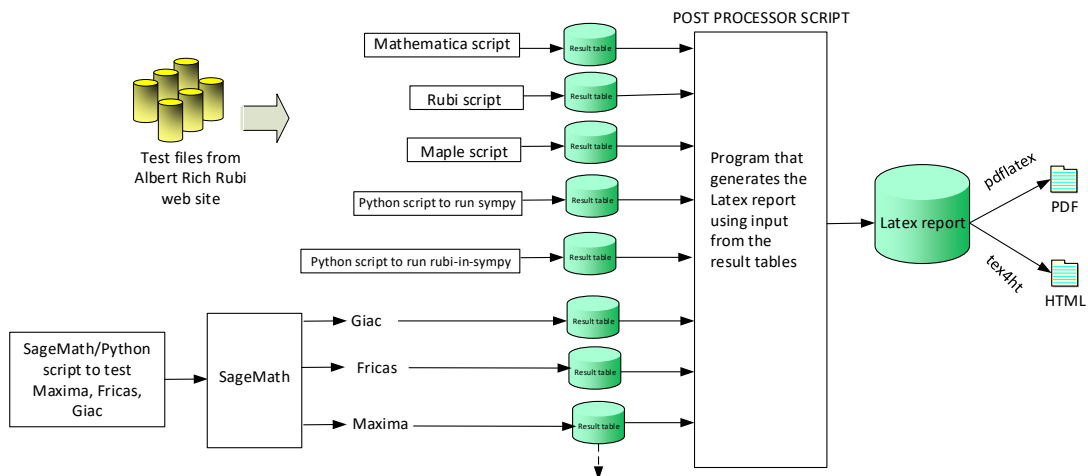 POST PROCESSOR SCRIPT
Mathematica script
Result table
Rubi script
Result table
Maple script
Result table
Python script to run sympy
Result table
Python script to run rubi-in-sympy
Result table
Test files from
Albert Rich Rubi
web site
Program that
generates the
Latex report
using input
from the
result tables
Latex report
pdflatex
PDF
tex4ht
HTML
SageMath/Python
script to test
Maxima, Fricas,
Giac
SageMath
Giac
Result table
Fricas
Result table
Maxima
Result table